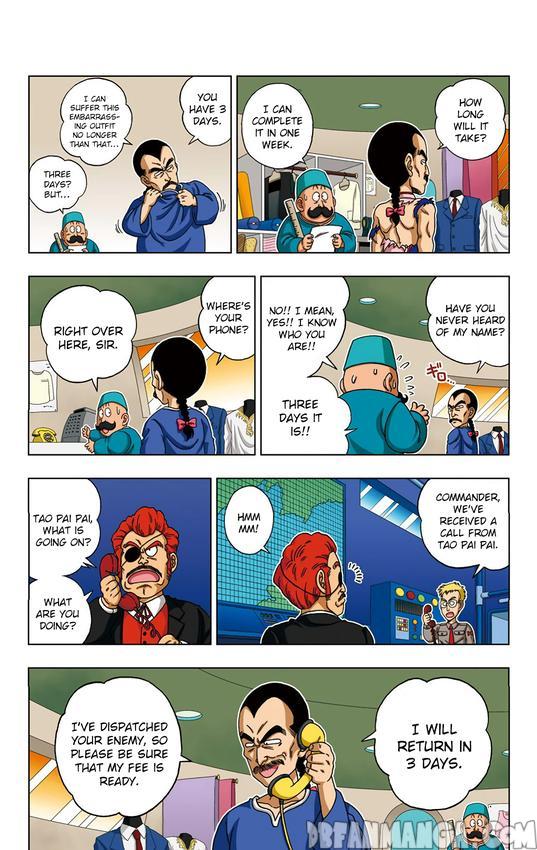 HOW
LONG
WILL IT
TAKE?
I CAN
COMPLETE
IT IN ONE
WEEK.
YOU
HAVE 3
DAYS.
I CAN
SUFFER THIS
EMBARRASS-
ING OUTFIT
NO LONGER
THAN THAT...
THREE
DAYS?
BUT...
HAVE YOU
NEVER HEARD
OF MY NAME?
ギロ...
NO!! I MEAN,
YES!! I KNOW
WHO YOU
ARE!!
THREE DAYS
IT IS!!
WHERE'S
YOUR
PHONE?
RIGHT OVER
HERE, SIR.
COMMANDER,
WE'VE
RECEIVED A
CALL FROM
TAO PAI PAI.
HMM
MM!
TAO PAI PAI,
WHAT IS
GOING ON?
WHAT ARE
YOU
DOING?
I WILL
RETURN IN
3 DAYS.
I'VE DISPATCHED
YOUR ENEMY, SO
PLEASE BE SURE
THAT MY FEE IS
READY.
DBFANMANGA.COM